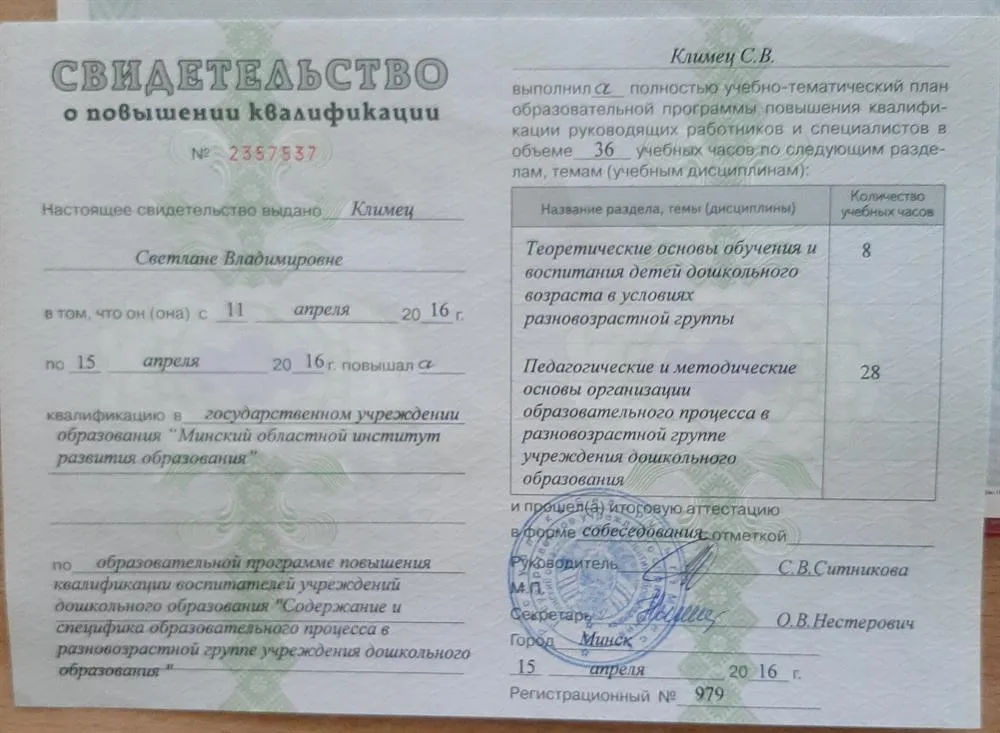 СВИДЕТЕЛЬСТВО
о повышении квалификации
№ 2357537
Настоящее свидетельство выдано Климец
Светлане Владимировне
в том, что он (она) с 11 апреля 2016 г.
по 15 апреля 2016 г. повышал а
квалификацию в государственном учреждении
образования "Минский областной институт
развития образования"
по образовательной программе повышения
квалификации воспитателей учреждений
дошкольного образования "Содержание и
специфика образовательного процесса в
разновозрастной группе учреждения дошкольного
образования "
Климец С.В.
выполнил а полностью учебно-тематический план
образовательной программы повышения квалифи-
кации руководящих работников и специалистов в
объеме 36 учебных часов по следующим разде-
лам, темам (учебным дисциплинам):
Название раздела, темы (дисциплины)
Количество
учебных часов
Теоретические основы обучения и 8
воспитания детей дошкольного
возраста в условиях
разновозрастной группы
Педагогические и методические 28
основы организации
образовательного процесса в
разновозрастной группе
учреждения дошкольного
образования
и прошел(а) итоговую аттестацию
в форме собеседования отметкой
Руководитель С.В.Ситникова
М.П.
Секретарь О.В.Нестерович
Город Минск
15 апреля 2016 г.
Регистрационный № 979